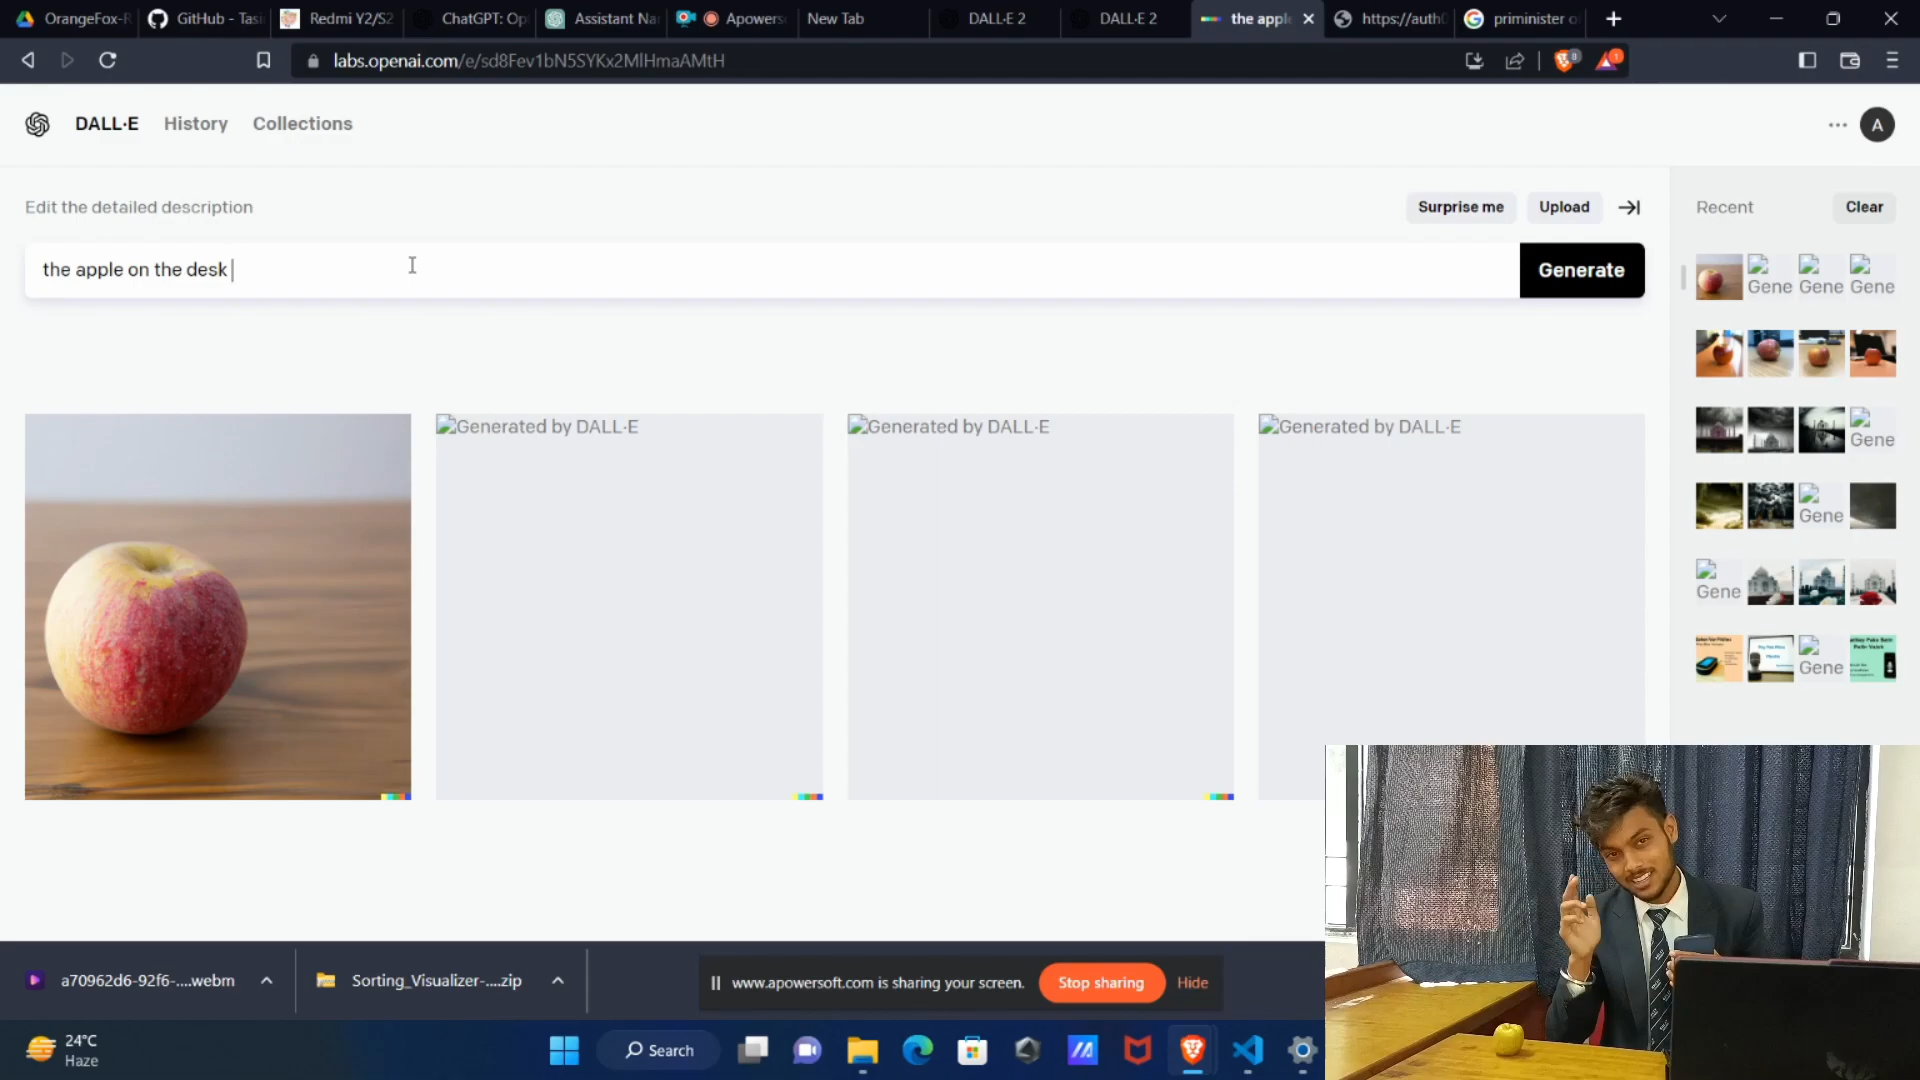 OrangeFox-R
GitHub - Tasi
Redmi Y2/S2
ChatGPT: Op
Assistant Na
Apowers
New Tab
DALL·E 2
DALL·E 2
the appl
https://auth0
priminister o
labs.openai.com/e/sd8Fev1bN5SYKx2MlHmaAMtH
8
1
DALL·E
History
Collections
A
Edit the detailed description
Surprise me
Upload
Recent
Clear
the apple on the desk
Generate
Gene
Gene
Gene
Generated by DALL·E
Generated by DALL·E
Generated by DALL·E
Gene
Gene
Gene
Gene
a70962d6-92f6-....webm
Sorting_Visualizer-....zip
www.apowersoft.com is sharing your screen.
Stop sharing
Hide
24°C
Haze
Search